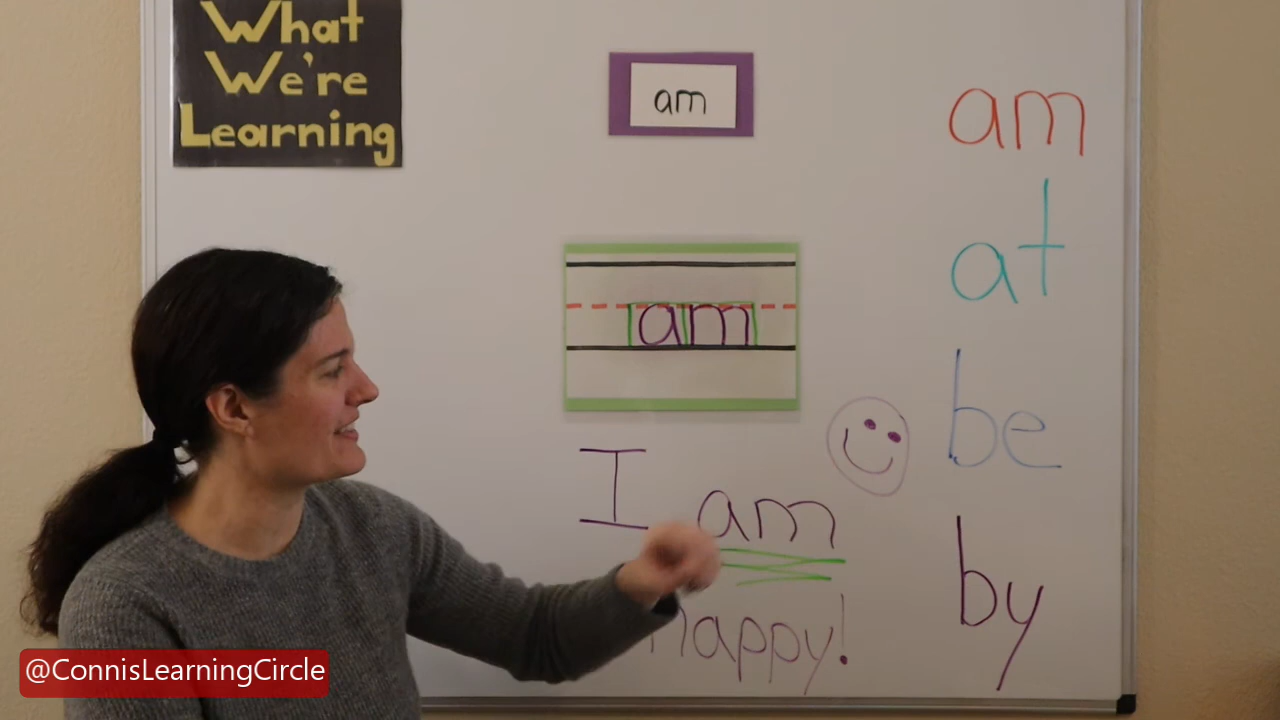 What
We're
Learning
am
am
I am
happy!
am
at
be
by
@ConnisLearningCircle